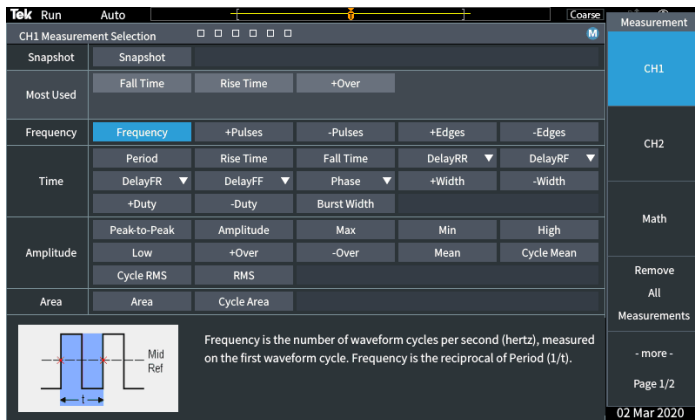 Tek Run Auto Coarse
Measurement
CH1 Measurement Selection M
Snapshot Snapshot
CH1
Most Used Fall Time Rise Time +Over
Frequency Frequency +Pulses -Pulses +Edges -Edges
CH2
Time Period Rise Time Fall Time DelayRR DelayRF
DelayFR DelayFF Phase +Width -Width
+Duty -Duty Burst Width
Math
Amplitude Peak-to-Peak Amplitude Max Min High
Low +Over -Over Mean Cycle Mean
Cycle RMS RMS
Remove
All
Measurements
Area Area Cycle Area
Mid
Ref
t
Frequency is the number of waveform cycles per second (hertz), measured
on the first waveform cycle. Frequency is the reciprocal of Period (1/t).
- more -
Page 1/2
02 Mar 2020